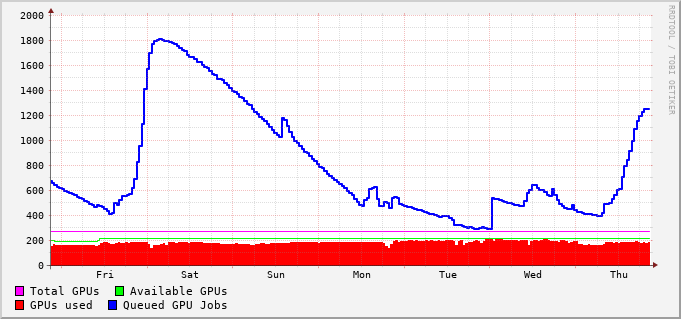 2000
1800
1600
1400
1200
1000
800
600
400
200
0
Fri Sat Sun Mon Tue Wed Thu
Total GPUs Available GPUs
GPUs used Queued GPU Jobs
RRDTOOL / TOBI OETIKER